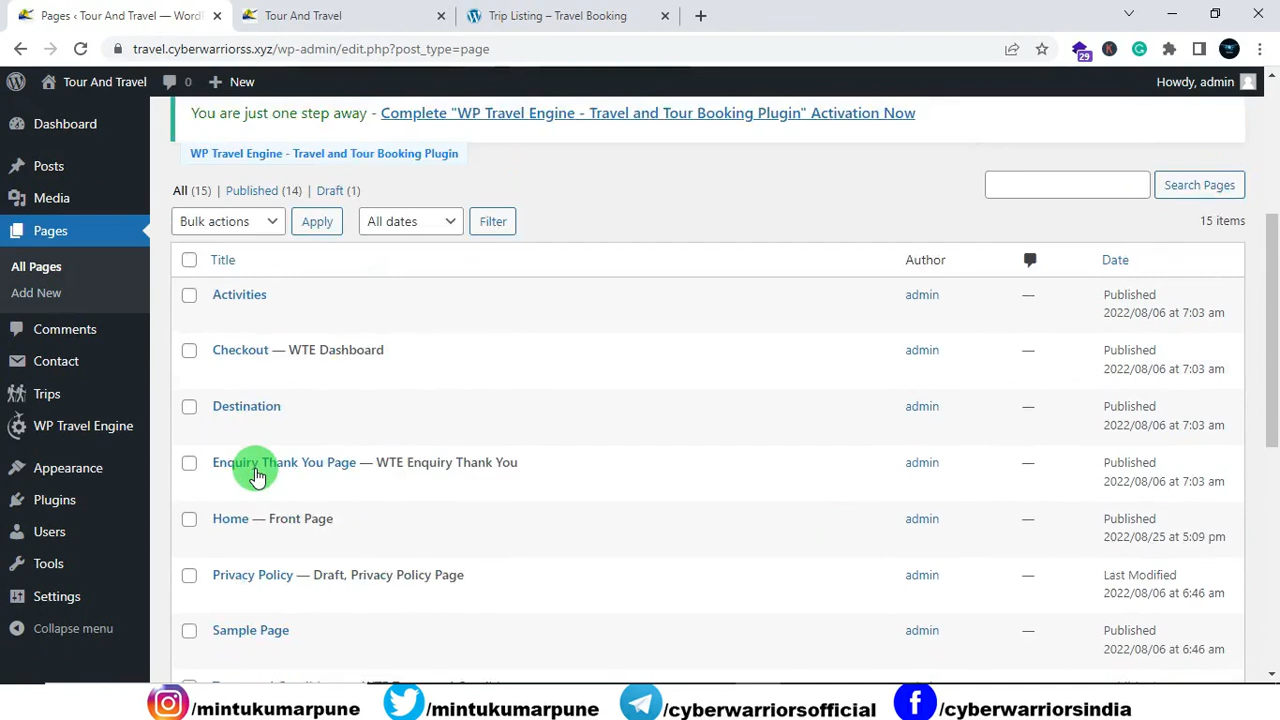 Pages ‹ Tour And Travel — Wordl
Tour And Travel
Trip Listing – Travel Booking
travel.cyberwarriorss.xyz/wp-admin/edit.php?post_type=page
29
Tour And Travel
0
New
Howdy, admin
You are just one step away - Complete "WP Travel Engine - Travel and Tour Booking Plugin" Activation Now
WP Travel Engine - Travel and Tour Booking Plugin
Dashboard
Posts
Media
Pages
All Pages
Add New
Comments
Contact
Trips
WP Travel Engine
Appearance
Plugins
Users
Tools
Settings
Collapse menu
All (15) | Published (14) | Draft (1)
Search Pages
Bulk actions
Apply
All dates
Filter
15 items
Title
Author
Date
Activities
admin
—
Published
2022/08/06 at 7:03 am
Checkout — WTE Dashboard
admin
—
Published
2022/08/06 at 7:03 am
Destination
admin
—
Published
2022/08/06 at 7:03 am
Enquiry Thank You Page — WTE Enquiry Thank You
admin
—
Published
2022/08/06 at 7:03 am
Home — Front Page
admin
—
Published
2022/08/25 at 5:09 pm
Privacy Policy — Draft, Privacy Policy Page
admin
—
Last Modified
2022/08/06 at 6:46 am
Sample Page
admin
—
Published
2022/08/06 at 6:46 am
/mintukumarpune
/mintukumarpune
/cyberwarriorsofficial
/cyberwarriorsindia